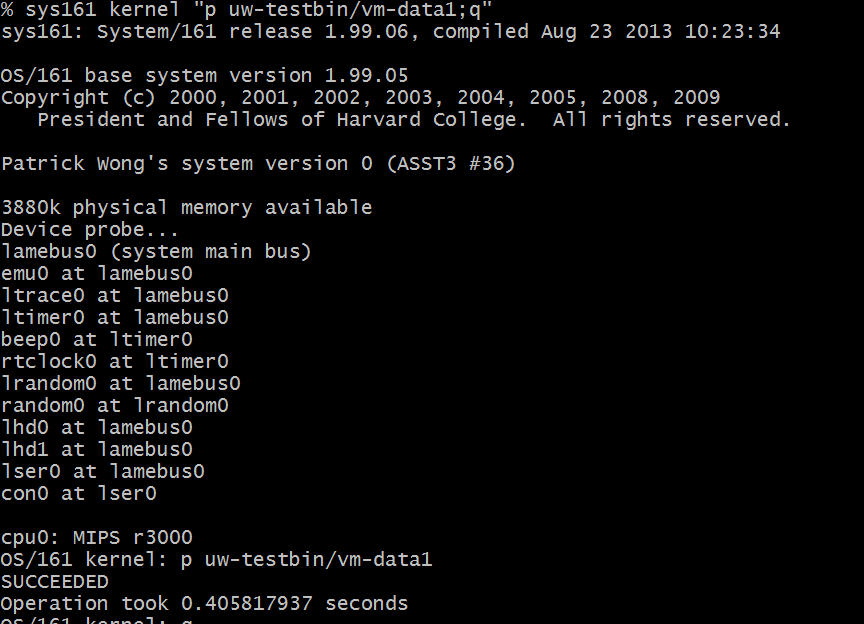 % sys161 kernel "p uw-testbin/vm-data1;q"
sys161: System/161 release 1.99.06, compiled Aug 23 2013 10:23:34
OS/161 base system version 1.99.05
Copyright (c) 2000, 2001, 2002, 2003, 2004, 2005, 2008, 2009
President and Fellows of Harvard College.  All rights reserved.
Patrick Wong's system version 0 (ASST3 #36)
3880k physical memory available
Device probe...
lamebus0 (system main bus)
emu0 at lamebus0
ltrace0 at lamebus0
ltimer0 at lamebus0
beep0 at ltimer0
rtclock0 at ltimer0
lrandom0 at lamebus0
random0 at lrandom0
lhd0 at lamebus0
lhd1 at lamebus0
lser0 at lamebus0
con0 at lser0
cpu0: MIPS r3000
OS/161 kernel: p uw-testbin/vm-data1
SUCCEEDED
Operation took 0.405817937 seconds
OS/161 kernel: q